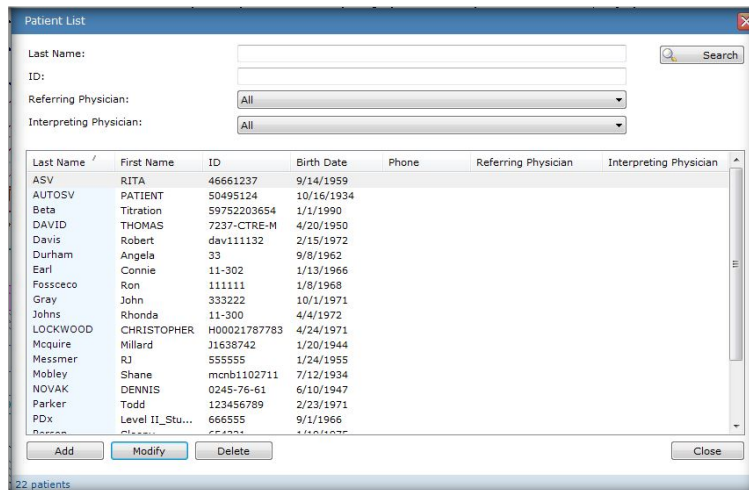 Patient List
Last Name:
Search
ID:
Referring Physician: All
Interpreting Physician: All
Last Name First Name ID Birth Date Phone Referring Physician Interpreting Physician
ASV RITA 46661237 9/14/1959
AUTOSV PATIENT 50495124 10/16/1934
Beta Titration 59752203654 1/1/1990
DAVID THOMAS 7237-CTRE-M 4/20/1950
Davis Robert dav111132 2/15/1972
Durham Angela 33 9/8/1962
Earl Connie 11-302 1/13/1966
Fossceco Ron 111111 1/8/1968
Gray John 333222 10/1/1971
Johns Rhonda 11-300 4/4/1972
LOCKWOOD CHRISTOPHER H00021787783 4/24/1971
Mcquire Millard J1638742 1/20/1944
Messmer RJ 555555 1/24/1955
Mobley Shane mcnb1102711 7/12/1934
NOVAK DENNIS 0245-76-61 6/10/1947
Parker Todd 123456789 2/23/1971
PDx Level II_Stu... 666555 9/1/1966
Add Modify Delete Close
22 patients